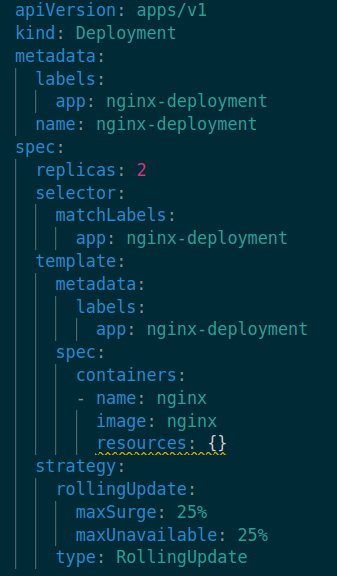 apiVersion: apps/v1
kind: Deployment
metadata:
  labels:
    app: nginx-deployment
  name: nginx-deployment
spec:
  replicas: 2
  selector:
    matchLabels:
      app: nginx-deployment
  template:
    metadata:
      labels:
        app: nginx-deployment
    spec:
      containers:
      - name: nginx
        image: nginx
        resources: {}
  strategy:
    rollingUpdate:
      maxSurge: 25%
      maxUnavailable: 25%
    type: RollingUpdate